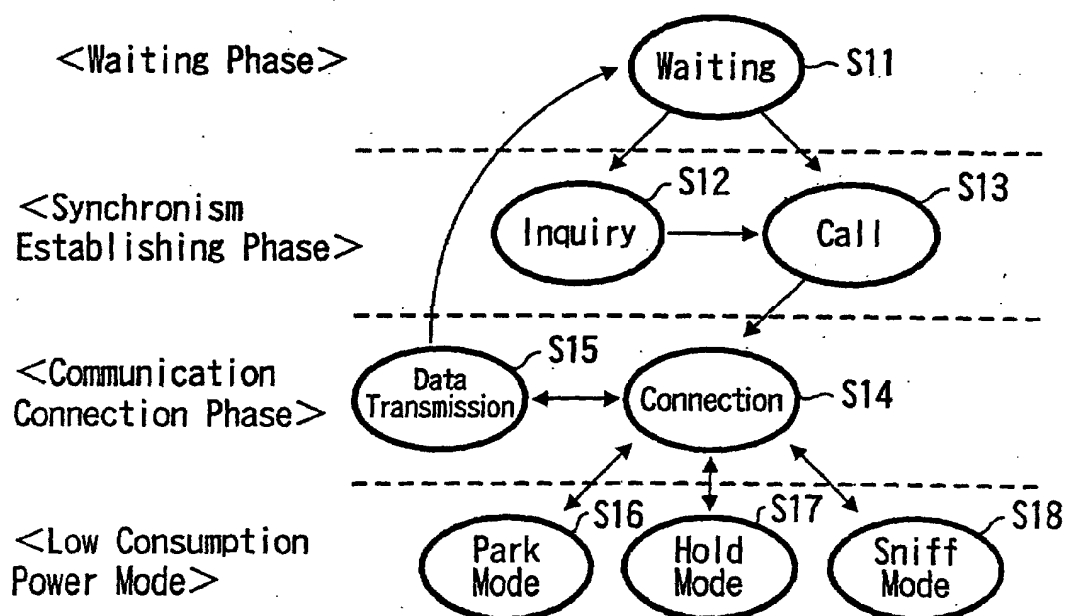 <Waiting Phase>
Waiting
S11
<Synchronism
Establishing Phase>
Inquiry
S12
Call
S13
<Communication
Connection Phase>
Data
Transmission
S15
Connection
S14
<Low Consumption
Power Mode>
Park
Mode
S16
Hold
Mode
S17
Sniff
Mode
S18